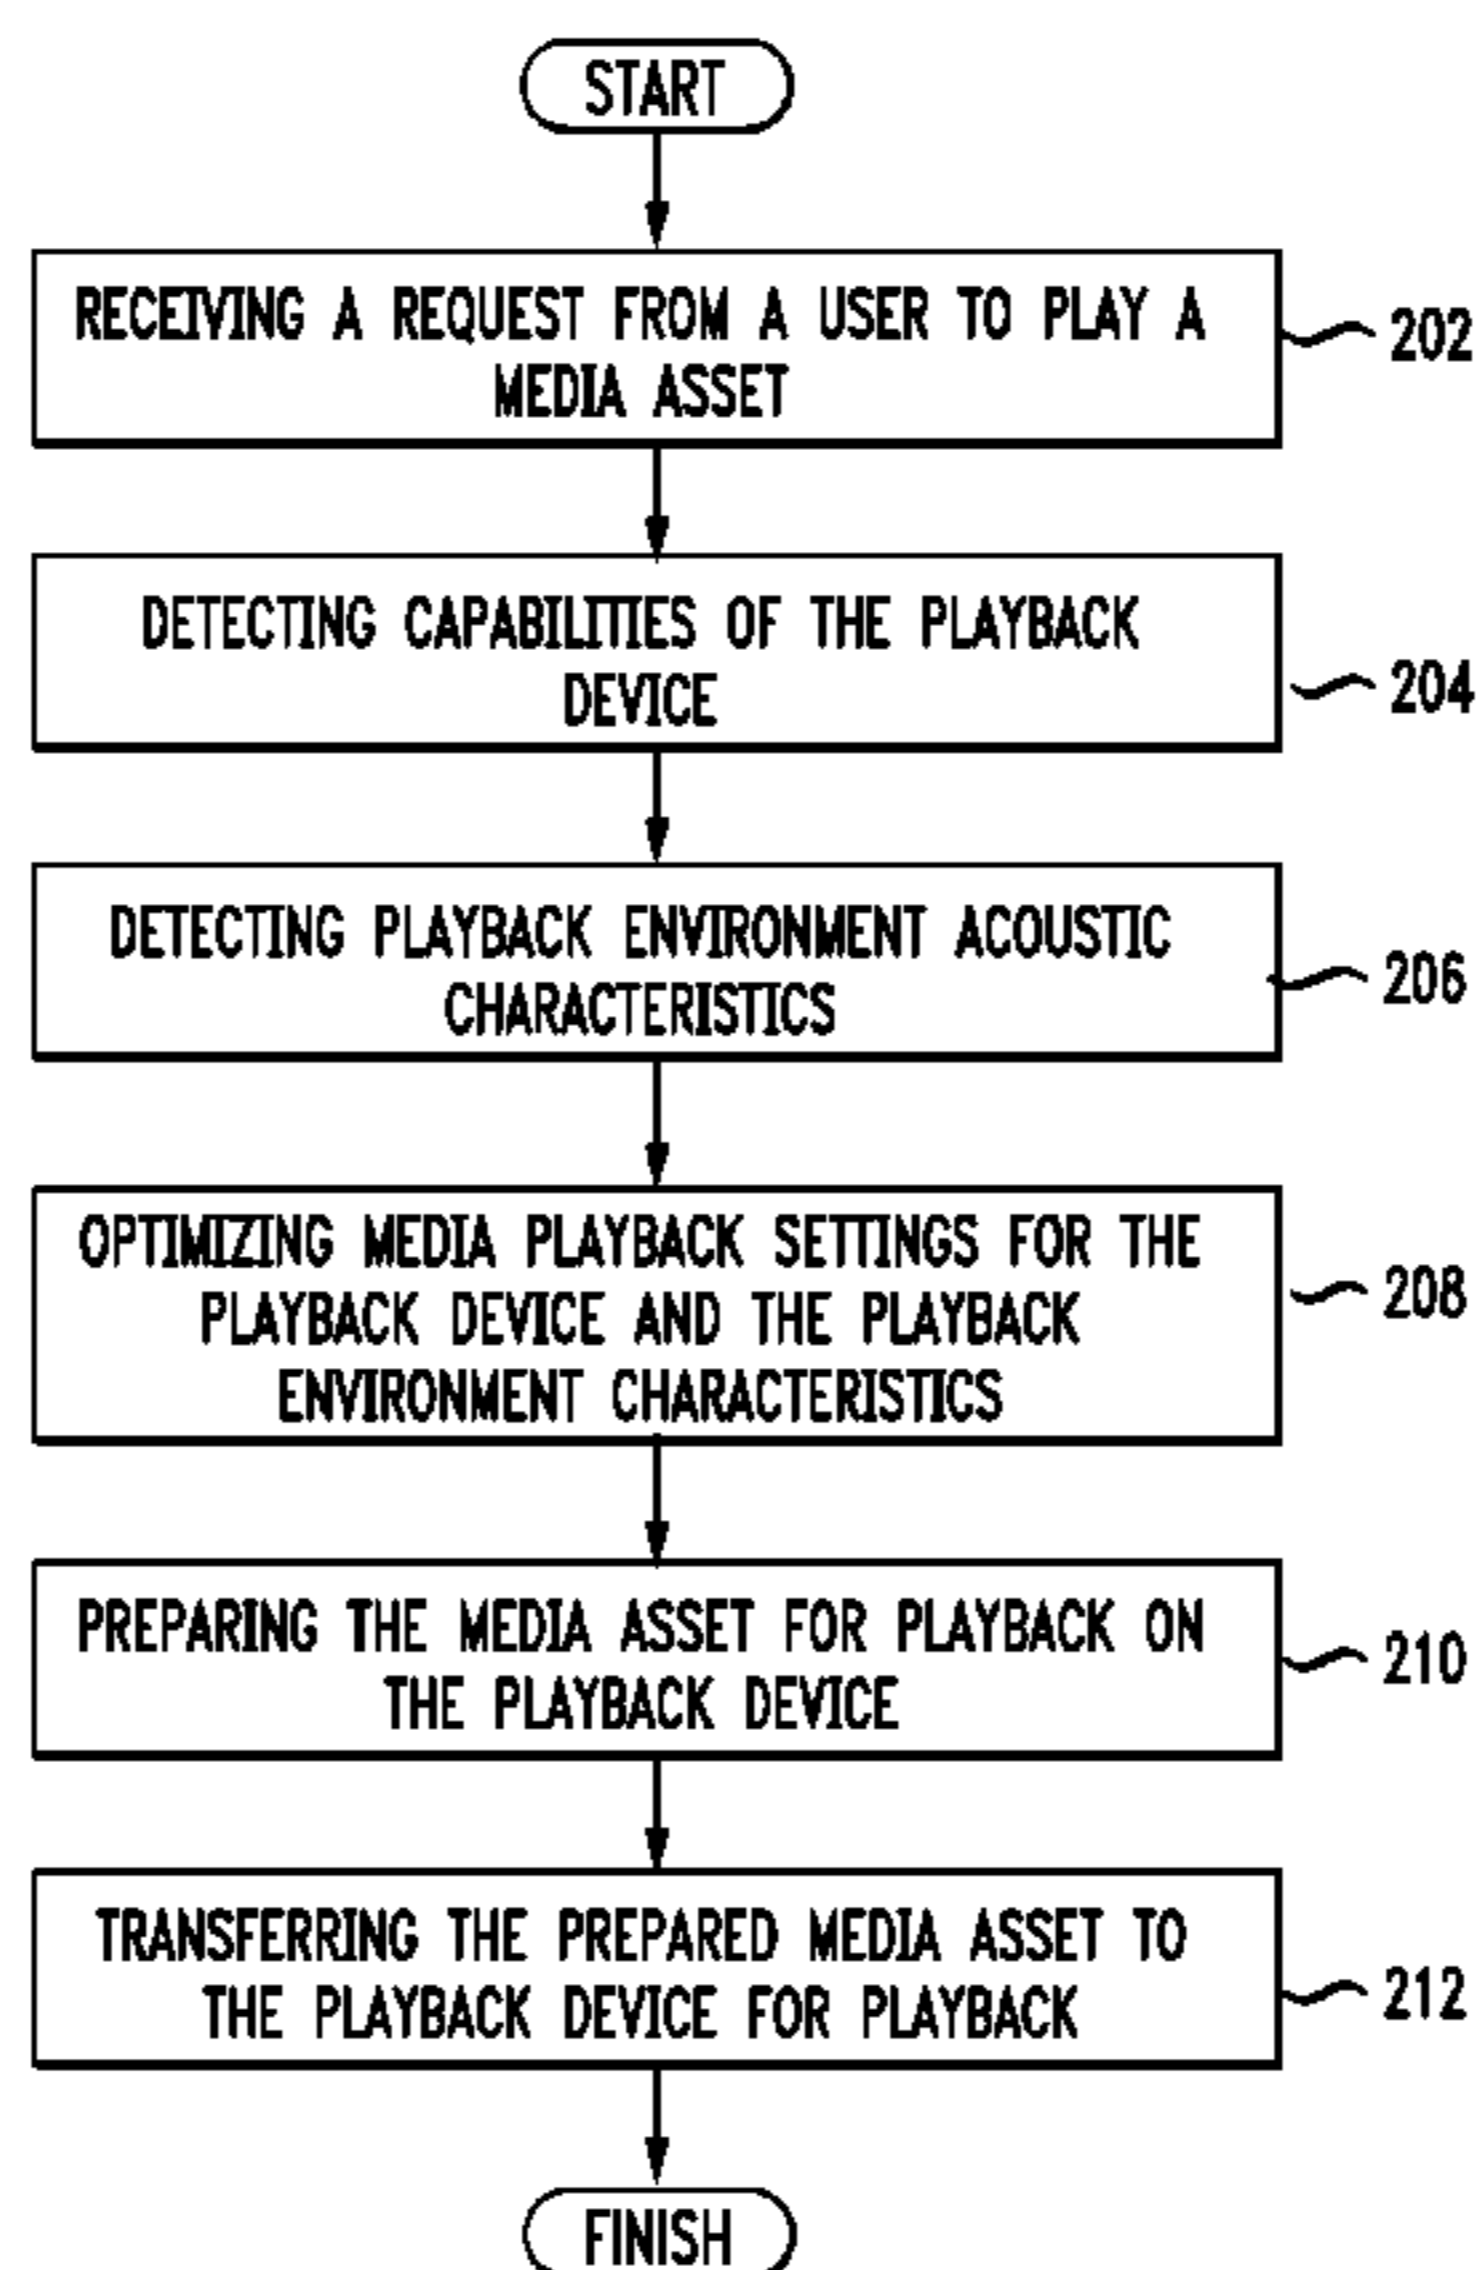 START
RECEIVING A REQUEST FROM A USER TO PLAY A
MEDIA ASSET
202
DETECTING CAPABILITIES OF THE PLAYBACK
DEVICE
204
DETECTING PLAYBACK ENVIRONMENT ACOUSTIC
CHARACTERISTICS
206
OPTIMIZING MEDIA PLAYBACK SETTINGS FOR THE
PLAYBACK DEVICE AND THE PLAYBACK
ENVIRONMENT CHARACTERISTICS
208
PREPARING THE MEDIA ASSET FOR PLAYBACK ON
THE PLAYBACK DEVICE
210
TRANSFERRING THE PREPARED MEDIA ASSET TO
THE PLAYBACK DEVICE FOR PLAYBACK
212
FINISH